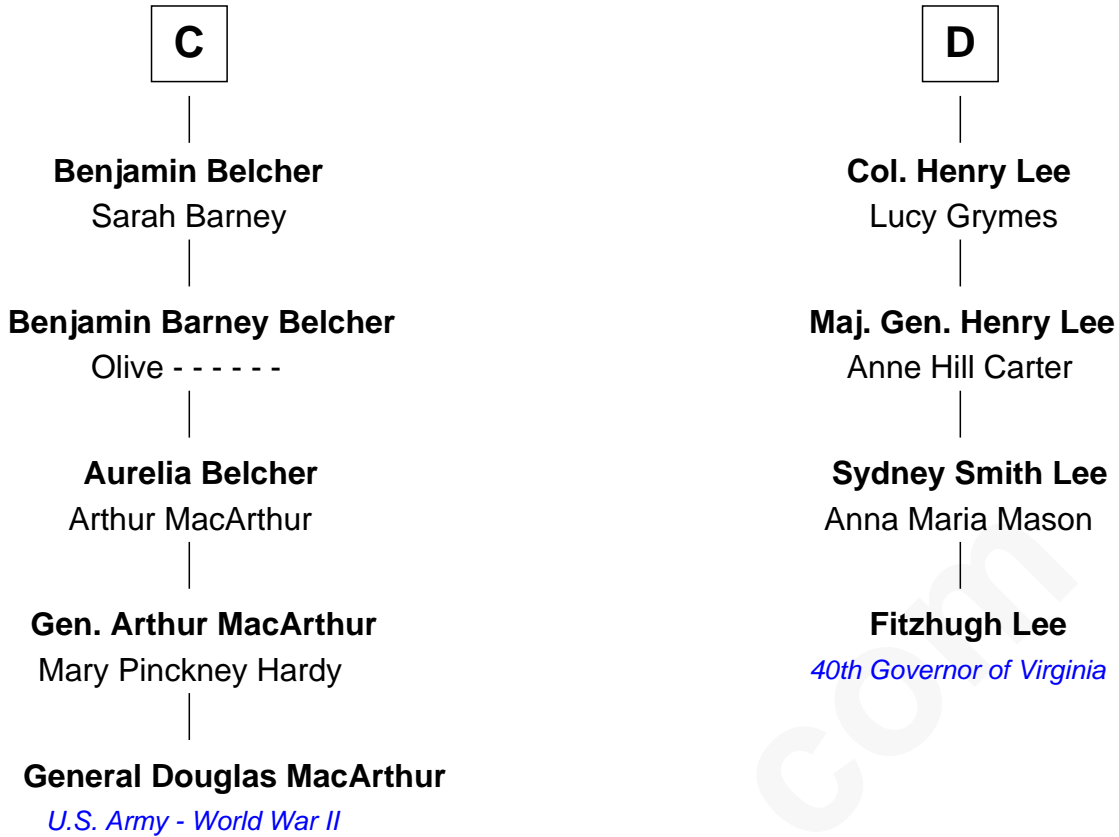 C
Benjamin Belcher
Sarah Barney
Benjamin Barney Belcher
Olive - - - - - -
Aurelia Belcher
Arthur MacArthur
Gen. Arthur MacArthur
Mary Pinckney Hardy
General Douglas MacArthur
U.S. Army - World War II
D
Col. Henry Lee
Lucy Grymes
Maj. Gen. Henry Lee
Anne Hill Carter
Sydney Smith Lee
Anna Maria Mason
Fitzhugh Lee
40th Governor of Virginia
com